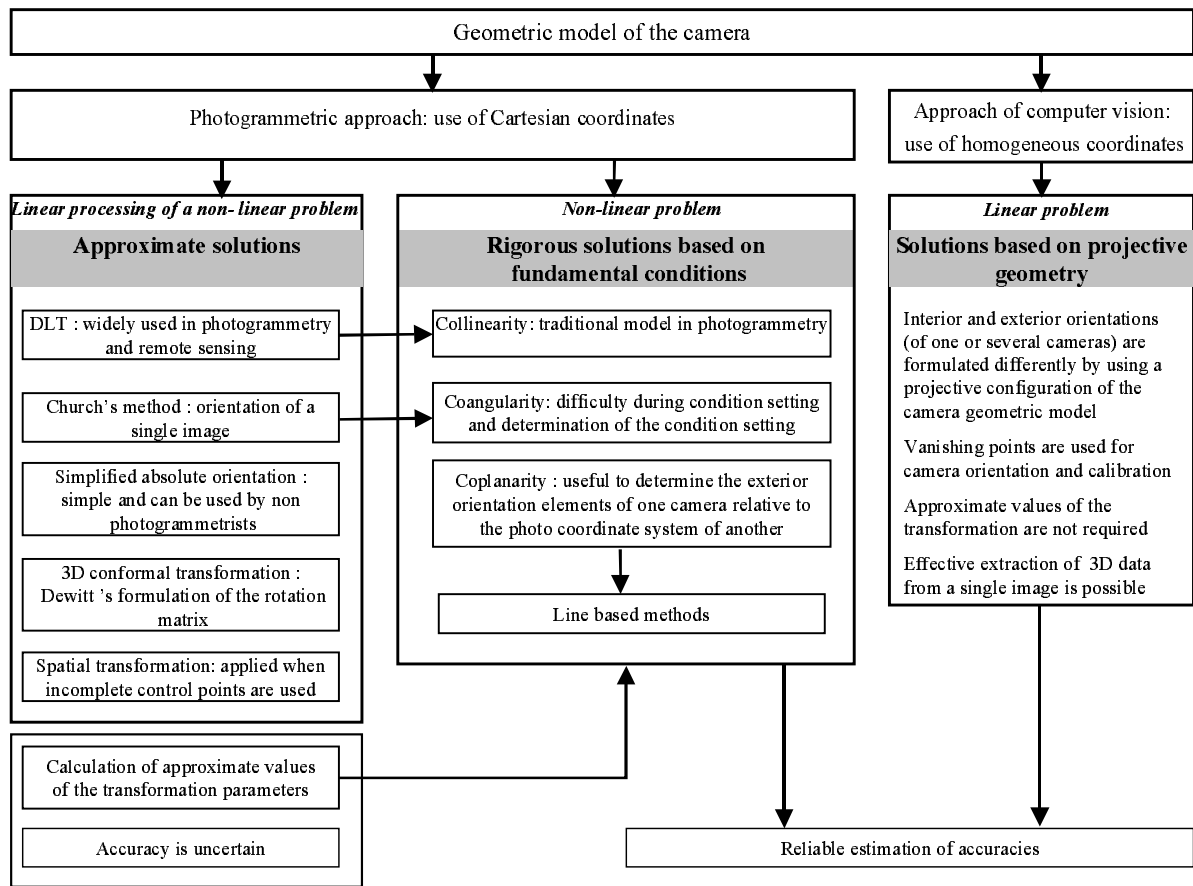 Geometric model of the camera
Photogrammetric approach: use of Cartesian coordinates
Approach of computer vision:
use of homogeneous coordinates
Linear processing of a non- linear problem
Approximate solutions
DLT : widely used in photogrammetry
and remote sensing
Church's method : orientation of a
single image
Simplified absolute orientation :
simple and can be used by non
photogrammetrists
3D conformal transformation :
Dewitt 's formulation of the rotation
matrix
Spatial transformation: applied when
incomplete control points are used
Calculation of approximate values
of the transformation parameters
Accuracy is uncertain
Non-linear problem
Rigorous solutions based on
fundamental conditions
Collinearity: traditional model in photogrammetry
Coangularity: difficulty during condition setting
and determination of the condition setting
Coplanarity : useful to determine the exterior
orientation elements of one camera relative to
the photo coordinate system of another
Line based methods
Linear problem
Solutions based on projective
geometry
Interior and exterior orientations
(of one or several cameras) are
formulated differently by using a
projective configuration of the
camera geometric model
Vanishing points are used for
camera orientation and calibration
Approximate values of the
transformation are not required
Effective extraction of 3D data
from a single image is possible
Reliable estimation of accuracies